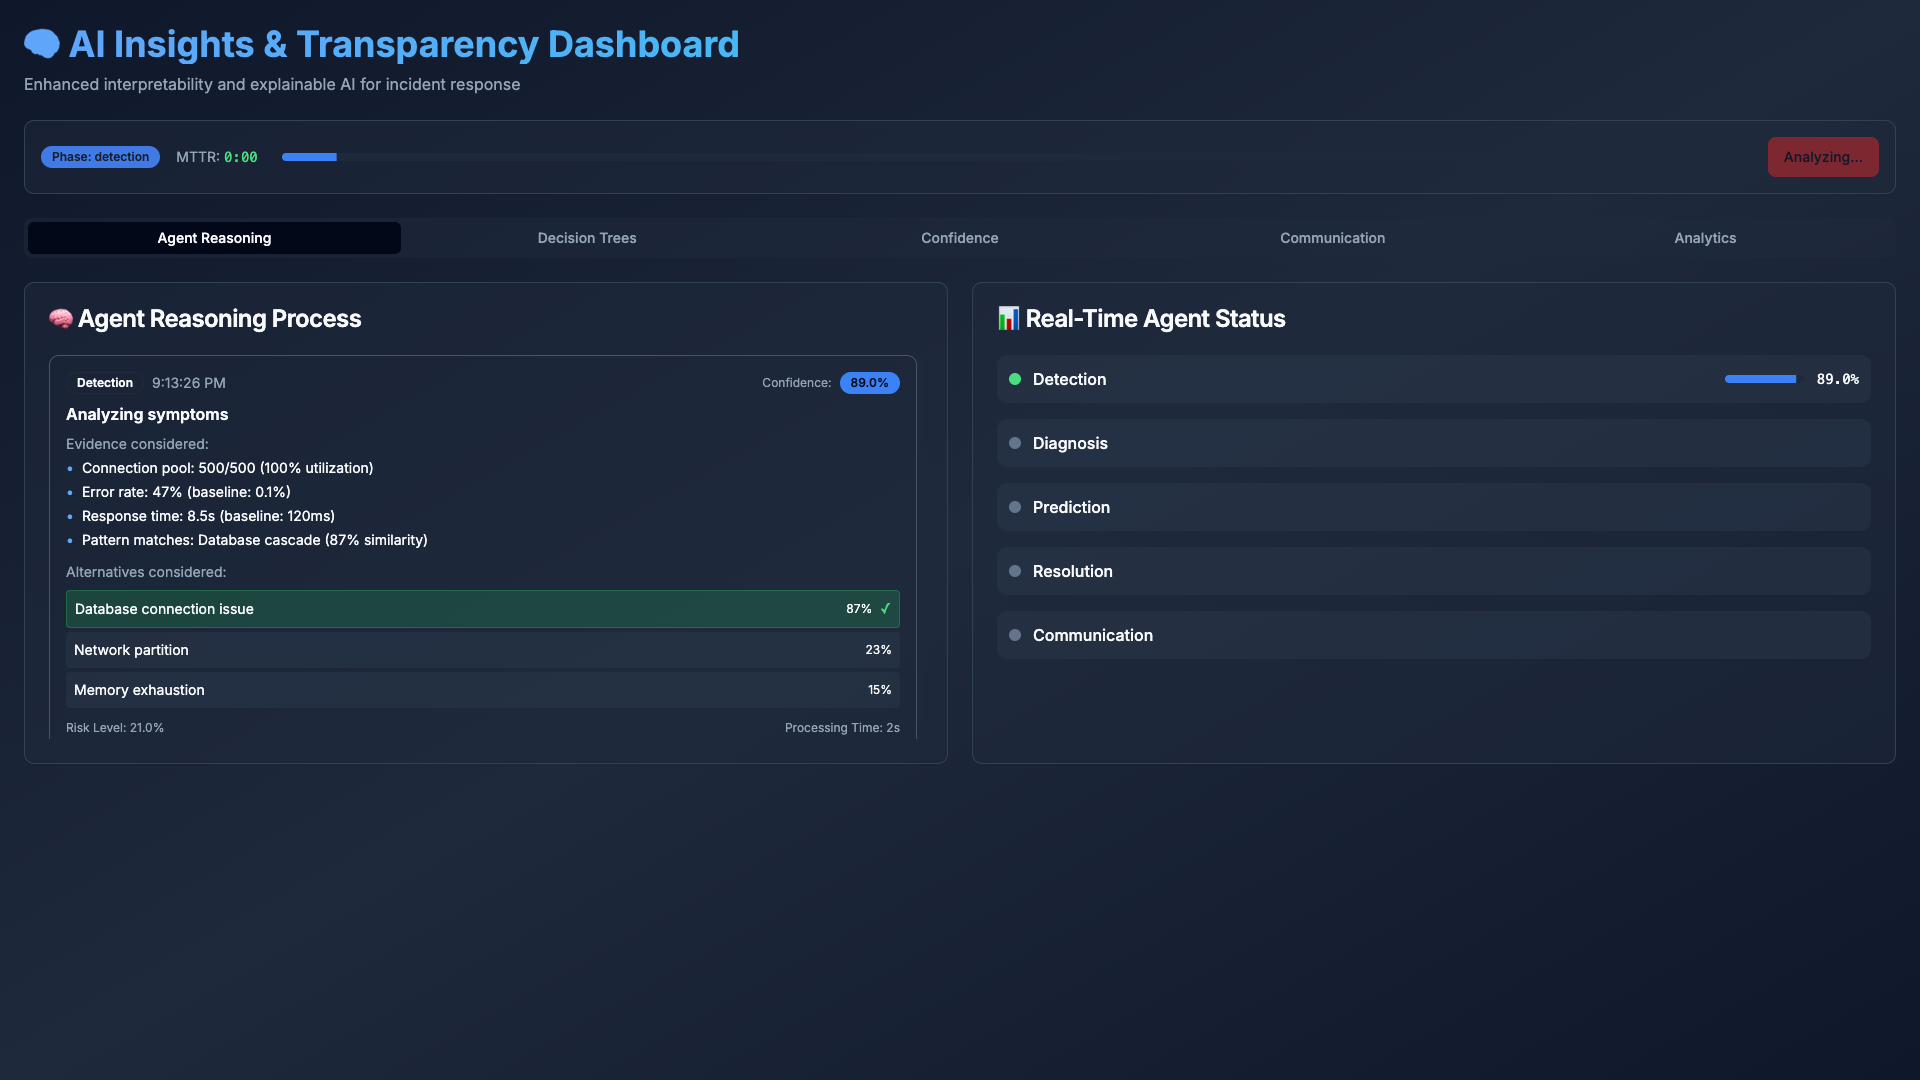 AI Insights & Transparency Dashboard
Enhanced interpretability and explainable AI for incident response
Phase: detection MTTR: 0:00 Analyzing...
Agent Reasoning Decision Trees Confidence Communication Analytics
Agent Reasoning Process
Detection 9:13:26 PM Confidence: 89.0%
Analyzing symptoms
Evidence considered:
• Connection pool: 500/500 (100% utilization)
• Error rate: 47% (baseline: 0.1%)
• Response time: 8.5s (baseline: 120ms)
• Pattern matches: Database cascade (87% similarity)
Alternatives considered:
Database connection issue 87% ✓
Network partition 23%
Memory exhaustion 15%
Risk Level: 21.0% Processing Time: 2s
Real-Time Agent Status
Detection 89.0%
Diagnosis
Prediction
Resolution
Communication